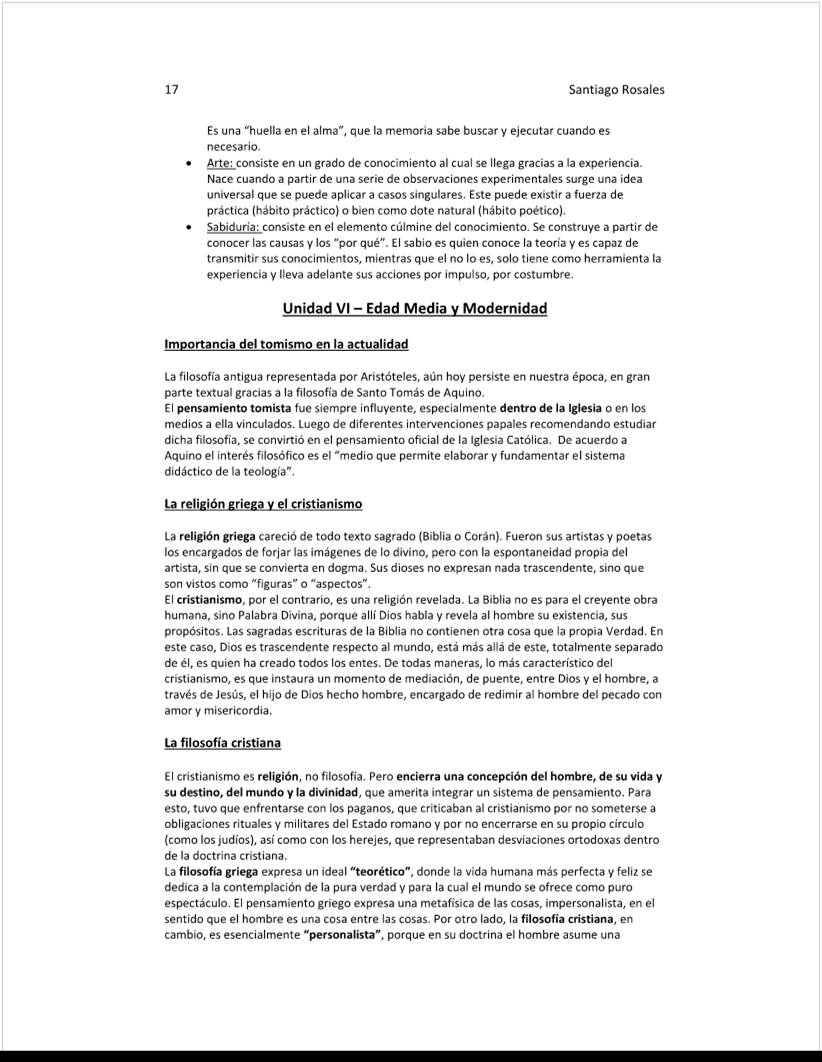 17 Santiago Rosales
Es una “huella en el alma”, que la memoria sabe buscar y ejecutar cuando es
necesario.
• Arte: consiste en un grado de conocimiento al cual se llega gracias a la experiencia.
Nace cuando a partir de una serie de observaciones experimentales surge una idea
universal que se puede aplicar a casos singulares. Este puede existir a fuerza de
práctica (hábito práctico) o bien como dote natural (hábito poético).
• Sabiduría: consiste en el elemento cúlmine del conocimiento. Se construye a partir de
conocer las causas y los “por qué”. El sabio es quien conoce la teoría y es capaz de
transmitir sus conocimientos, mientras que el no lo es, solo tiene como herramienta la
experiencia y lleva adelante sus acciones por impulso, por costumbre.
Unidad VI – Edad Media y Modernidad
Importancia del tomismo en la actualidad
La filosofía antigua representada por Aristóteles, aún hoy persiste en nuestra época, en gran
parte textual gracias a la filosofía de Santo Tomás de Aquino.
El pensamiento tomista fue siempre influyente, especialmente dentro de la Iglesia o en los
medios a ella vinculados. Luego de diferentes intervenciones papales recomendando estudiar
dicha filosofía, se convirtió en el pensamiento oficial de la Iglesia Católica. De acuerdo a
Aquino el interés filosófico es el “medio que permite elaborar y fundamentar el sistema
didáctico de la teología”.
La religión griega y el cristianismo
La religión griega careció de todo texto sagrado (Biblia o Corán). Fueron sus artistas y poetas
los encargados de forjar las imágenes de lo divino, pero con la espontaneidad propia del
artista, sin que se convierta en dogma. Sus dioses no expresan nada trascendente, sino que
son vistos como “figuras” o “aspectos”.
El cristianismo, por el contrario, es una religión revelada. La Biblia no es para el creyente obra
humana, sino Palabra Divina, porque allí Dios habla y revela al hombre su existencia, sus
propósitos. Las sagradas escrituras de la Biblia no contienen otra cosa que la propia Verdad. En
este caso, Dios es trascendente respecto al mundo, está más allá de este, totalmente separado
de él, es quien ha creado todos los entes. De todas maneras, lo más característico del
cristianismo, es que instaura un momento de mediación, de puente, entre Dios y el hombre, a
través de Jesús, el hijo de Dios hecho hombre, encargado de redimir al hombre del pecado con
amor y misericordia.
La filosofía cristiana
El cristianismo es religión, no filosofía. Pero encierra una concepción del hombre, de su vida y
su destino, del mundo y la divinidad, que amerita integrar un sistema de pensamiento. Para
esto, tuvo que enfrentarse con los paganos, que criticaban al cristianismo por no someterse a
obligaciones rituales y militares del Estado romano y por no encerrarse en su propio círculo
(como los judíos), así como con los herejes, que representaban desviaciones ortodoxas dentro
de la doctrina cristiana.
La filosofía griega expresa un ideal “teorético”, donde la vida humana más perfecta y feliz se
dedica a la contemplación de la pura verdad y para la cual el mundo se ofrece como puro
espectáculo. El pensamiento griego expresa una metafísica de las cosas, impersonalista, en el
sentido que el hombre es una cosa entre las cosas. Por otro lado, la filosofía cristiana, en
cambio, es esencialmente “personalista”, porque en su doctrina el hombre asume una